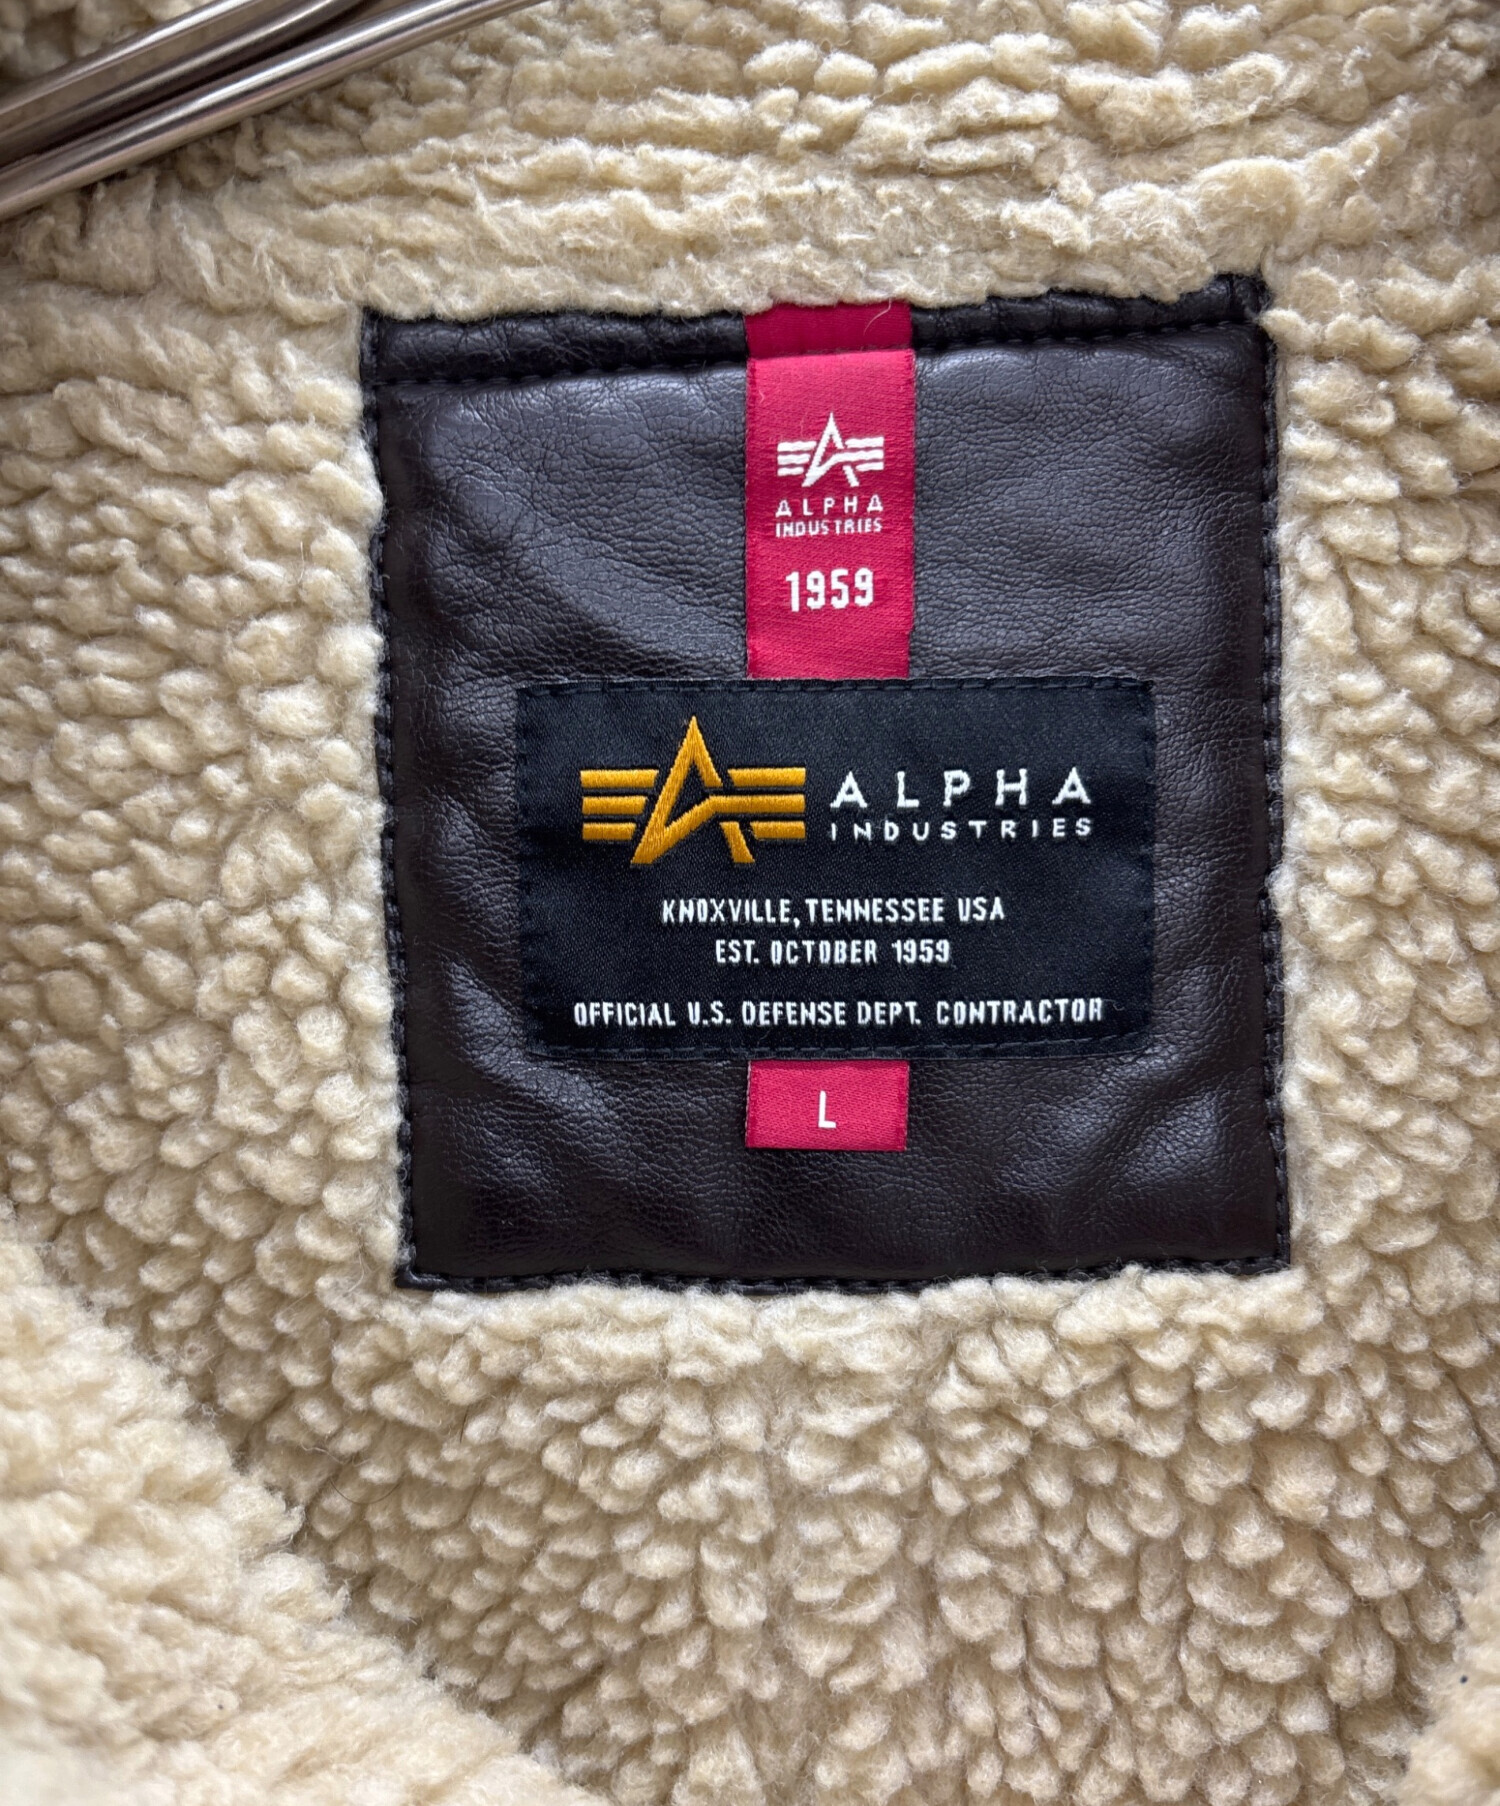 ALPHA
INDUSTRIES
1959
ALPHA
INDUSTRIES
KNOXVILLE, TENNESSEE USA
EST. OCTOBER 1959
OFFICIAL U.S. DEFENSE DEPT. CONTRACTOR
L